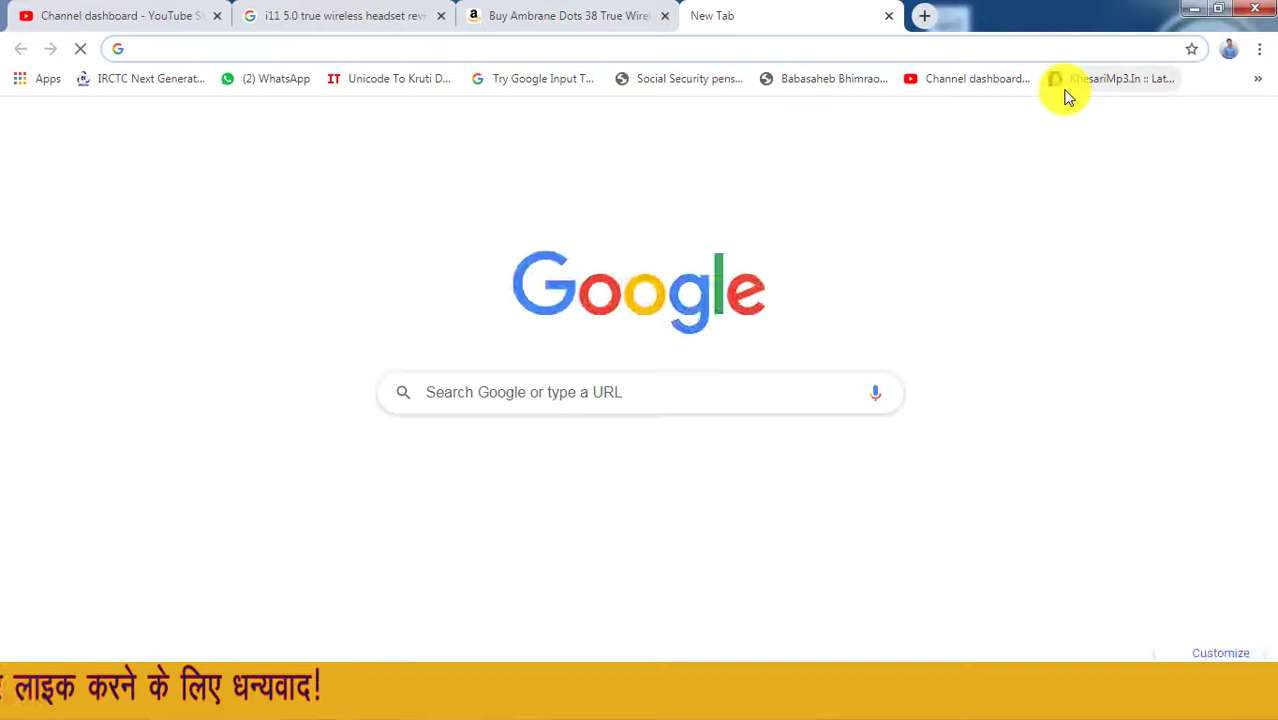 Channel dashboard - YouTube St
i11 5.0 true wireless headset revi
Buy Ambrane Dots 38 True Wirel
New Tab
Apps
IRCTC Next Generat...
(2) WhatsApp
Unicode To Kruti D...
Try Google Input T...
Social Security pens...
Babasaheb Bhimrao...
Channel dashboard...
KhesariMp3.In :: Lat...
Google
Search Google or type a URL
Customize
लाइक करने के लिए धन्यवाद!